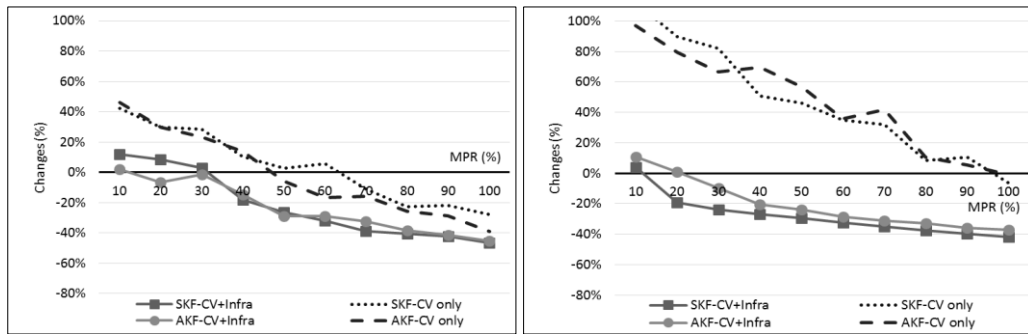 100%
80%
60%
40%
20%
0%
-20%
-40%
-60%
-80%
Changes (%)
MPR (%)
10 20 30 40 50 60 70 80 90 100
SKF-CV+Infra SKF-CV only
AKF-CV+Infra AKF-CV only
100%
80%
60%
40%
20%
0%
-20%
-40%
-60%
-80%
Changes (%)
10 20 30 40 50 60 70 80 90 100
MPR (%)
SKF-CV+Infra SKF-CV only
AKF-CV+Infra AKF-CV only